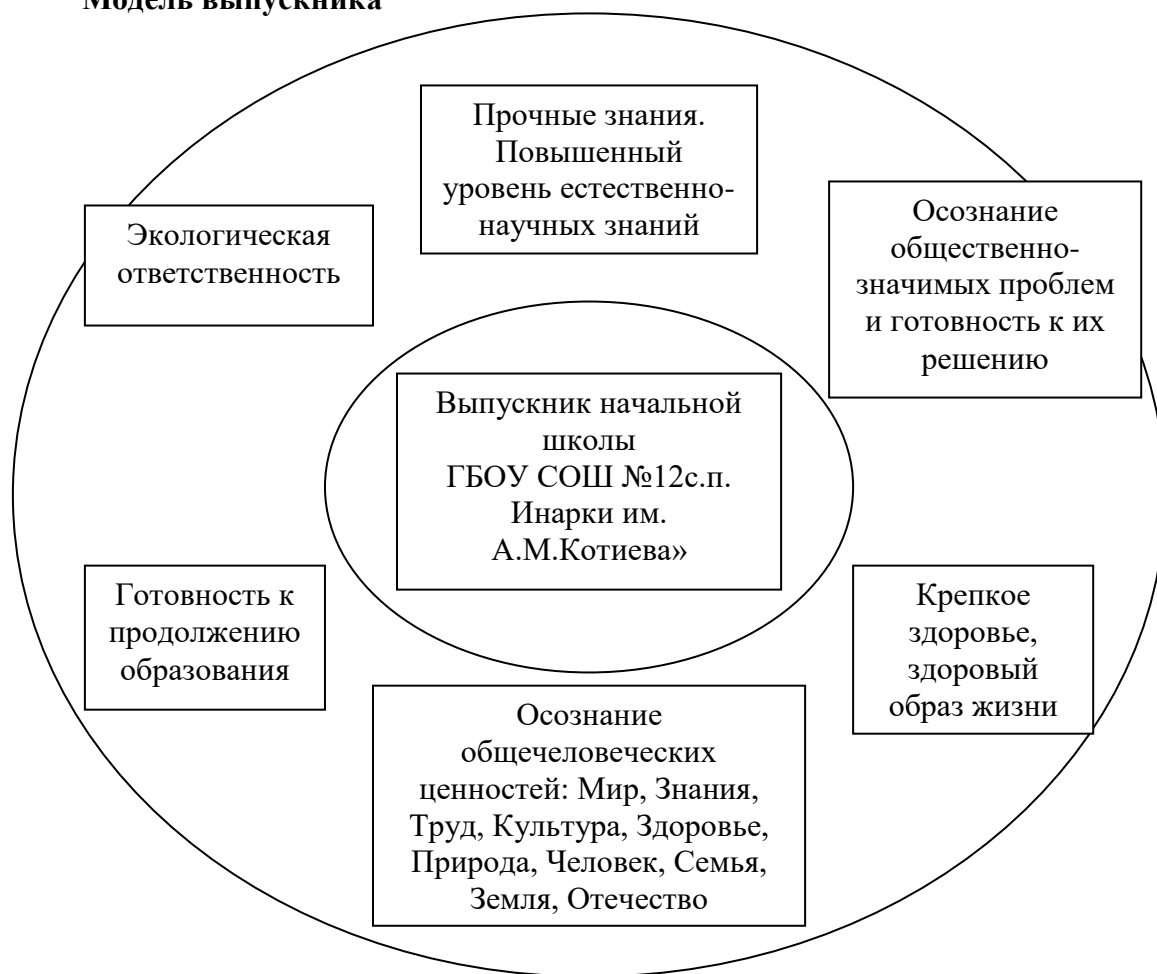 Модель выпускника
Прочные знания.
Повышенный
уровень естественно-
научных знаний
Экологическая
ответственность
Осознание
общественно-
значимых проблем
и готовность к их
решению
Выпускник начальной
школы
ГБОУ СОШ №12с.п.
Инарки им.
А.М.Котиева»
Готовность к
продолжению
образования
Крепкое
здоровье,
здоровый
образ жизни
Осознание
общечеловеческих
ценностей: Мир, Знания,
Труд, Культура, Здоровье,
Природа, Человек, Семья,
Земля, Отечество